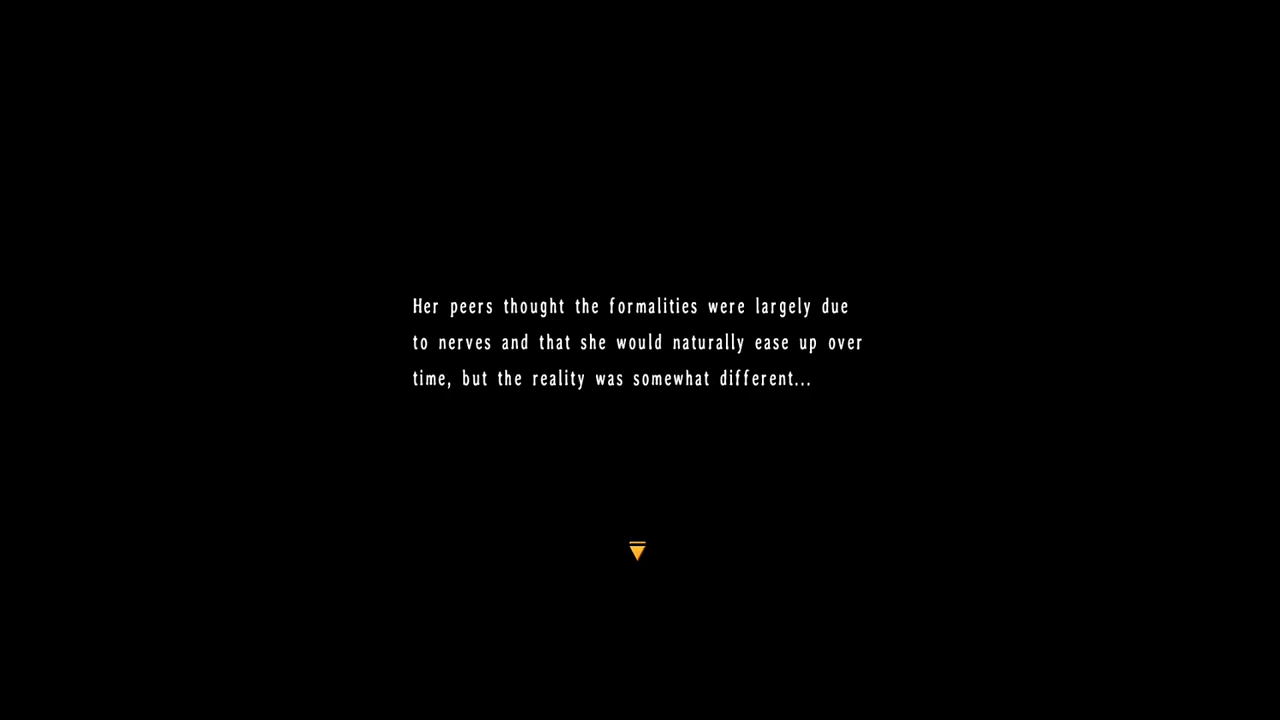 Her peers thought the formalities were largely due
to nerves and that she would naturally ease up over
time, but the reality was somewhat different...